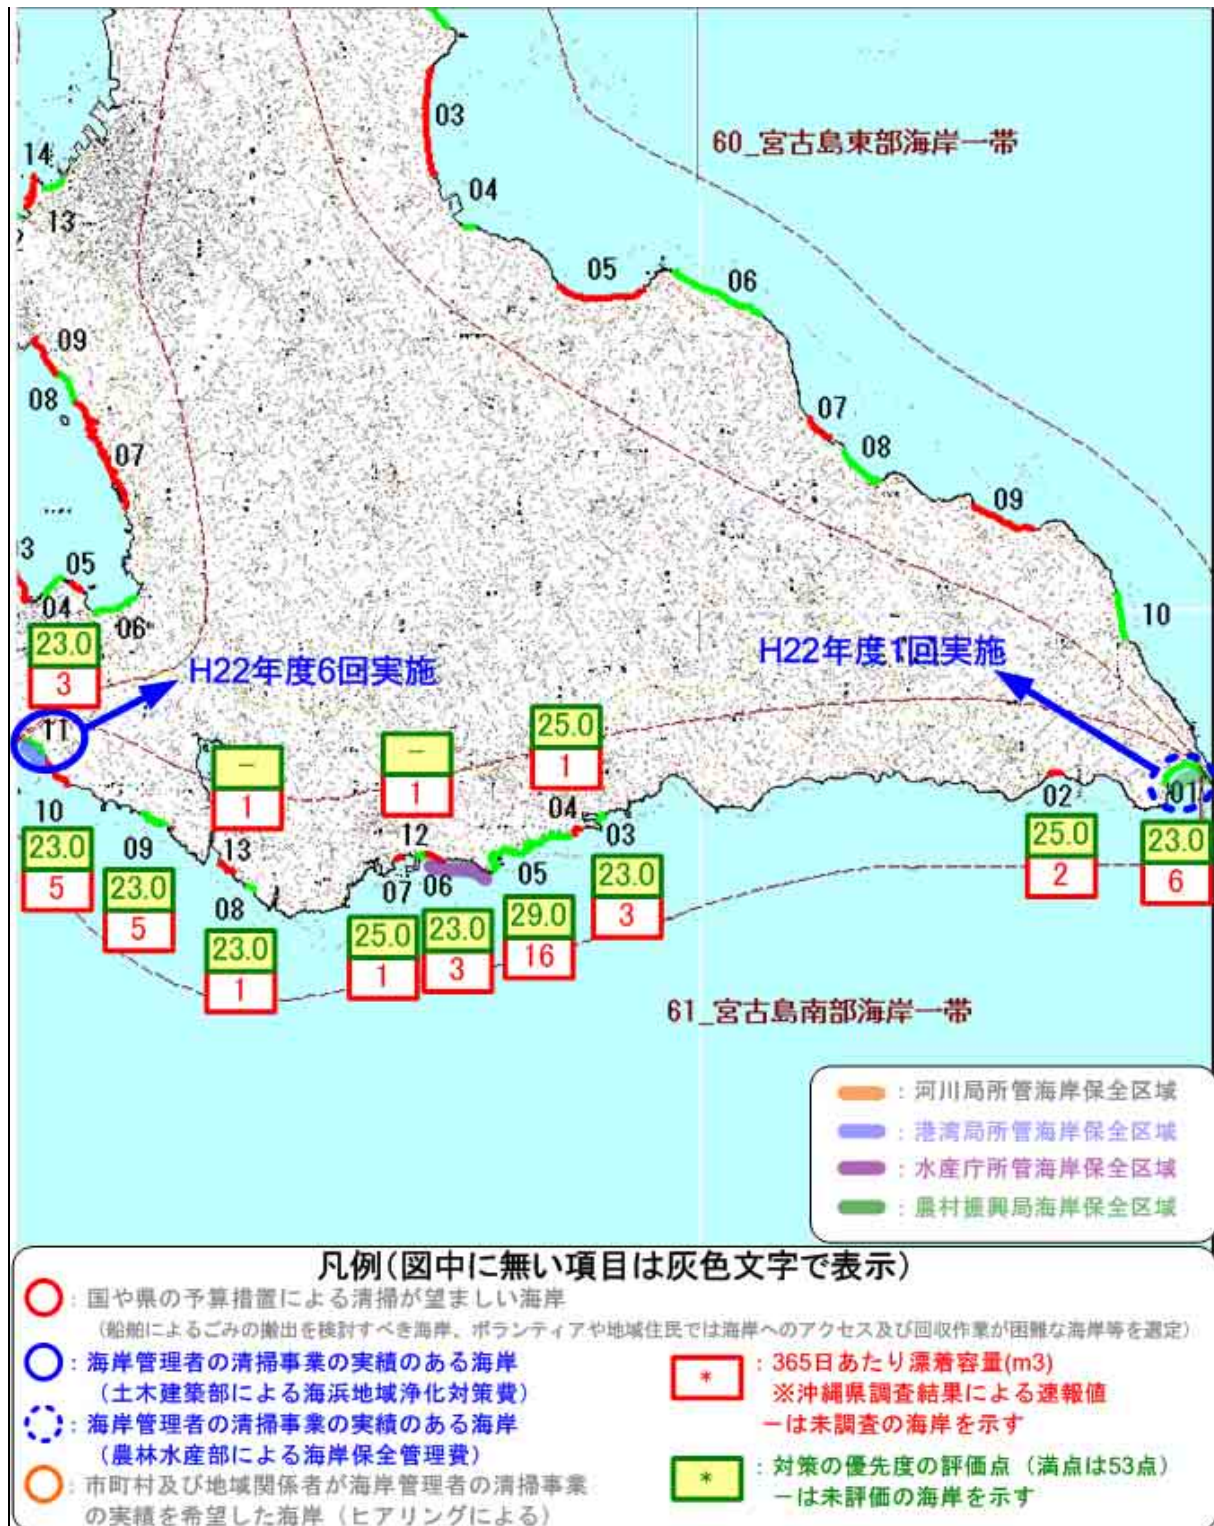 03
60_宮古島東部海岸一帯
14
04
13
05
06
09
08
07
07
08
09
05
04
06
10
23.0
3
H22年度6回実施
H22年度1回実施
11
25.0
1
－
1
－
1
10
09
13
12
04
03
02
01
07
06
05
08
23.0
5
23.0
5
23.0
1
25.0
1
23.0
3
29.0
16
23.0
3
25.0
2
23.0
6
61_宮古島南部海岸一帯
：河川局所管海岸保全区域
：港湾局所管海岸保全区域
：水産庁所管海岸保全区域
：農村振興局海岸保全区域
凡例(図中に無い項目は灰色文字で表示)
：国や県の予算措置による清掃が望ましい海岸
（船舶によるごみの搬出を検討すべき海岸、ボランティアや地域住民では海岸へのアクセス及び回収作業が困難な海岸等を選定）
：海岸管理者の清掃事業の実績のある海岸
（土木建築部による海浜地域浄化対策費）
：海岸管理者の清掃事業の実績のある海岸
（農林水産部による海岸保全管理費）
：市町村及び地域関係者が海岸管理者の清掃事業
の実績を希望した海岸（ヒアリングによる）
*
：365日あたり漂着容量(m3)
※沖縄県調査結果による速報値
－は未調査の海岸を示す
*
：対策の優先度の評価点（満点は53点）
－は未評価の海岸を示す